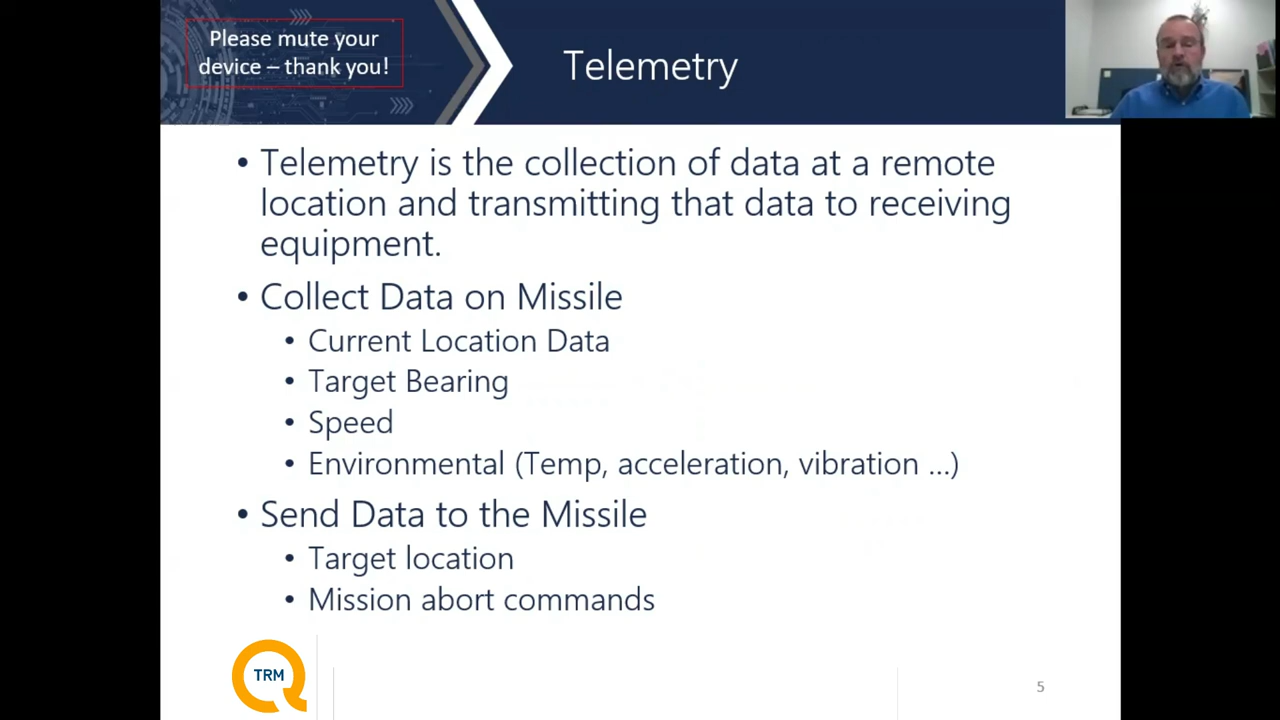 Please mute your
device – thank you!
Telemetry
• Telemetry is the collection of data at a remote
location and transmitting that data to receiving
equipment.
• Collect Data on Missile
• Current Location Data
• Target Bearing
• Speed
• Environmental (Temp, acceleration, vibration ...)
• Send Data to the Missile
• Target location
• Mission abort commands
TRM
5